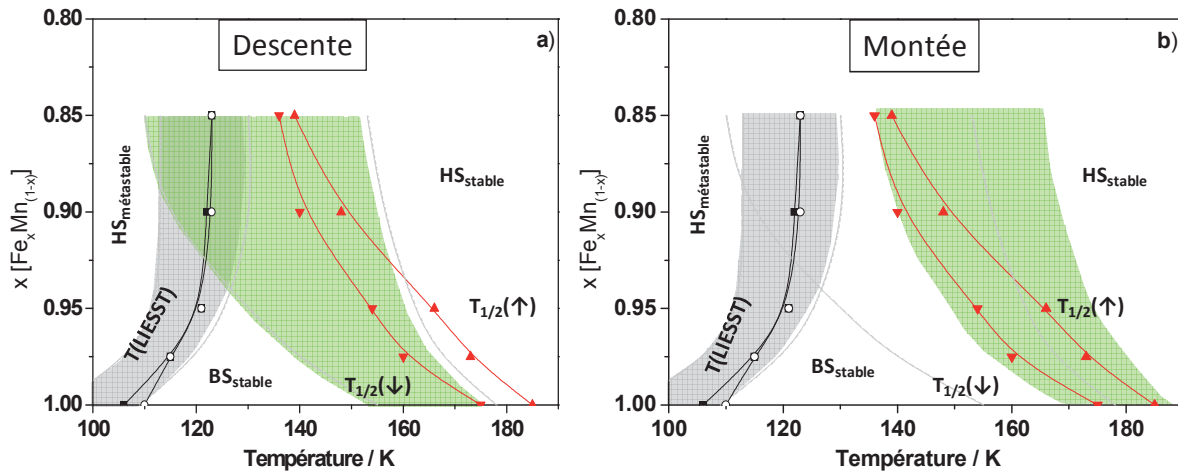 Descente
a)
0.80
0.85
0.90
0.95
1.00
x [FeₓMn₍₁₋ₓ₎]
HSmétastable
T(LIESST)
BSstable
HSstable
T1/2(↑)
T1/2(↓)
100
120
140
160
180
Température / K
Montée
b)
0.80
0.85
0.90
0.95
1.00
x [FeₓMn₍₁₋ₓ₎]
HSmétastable
T(LIESST)
BSstable
HSstable
T1/2(↑)
T1/2(↓)
100
120
140
160
180
Température / K